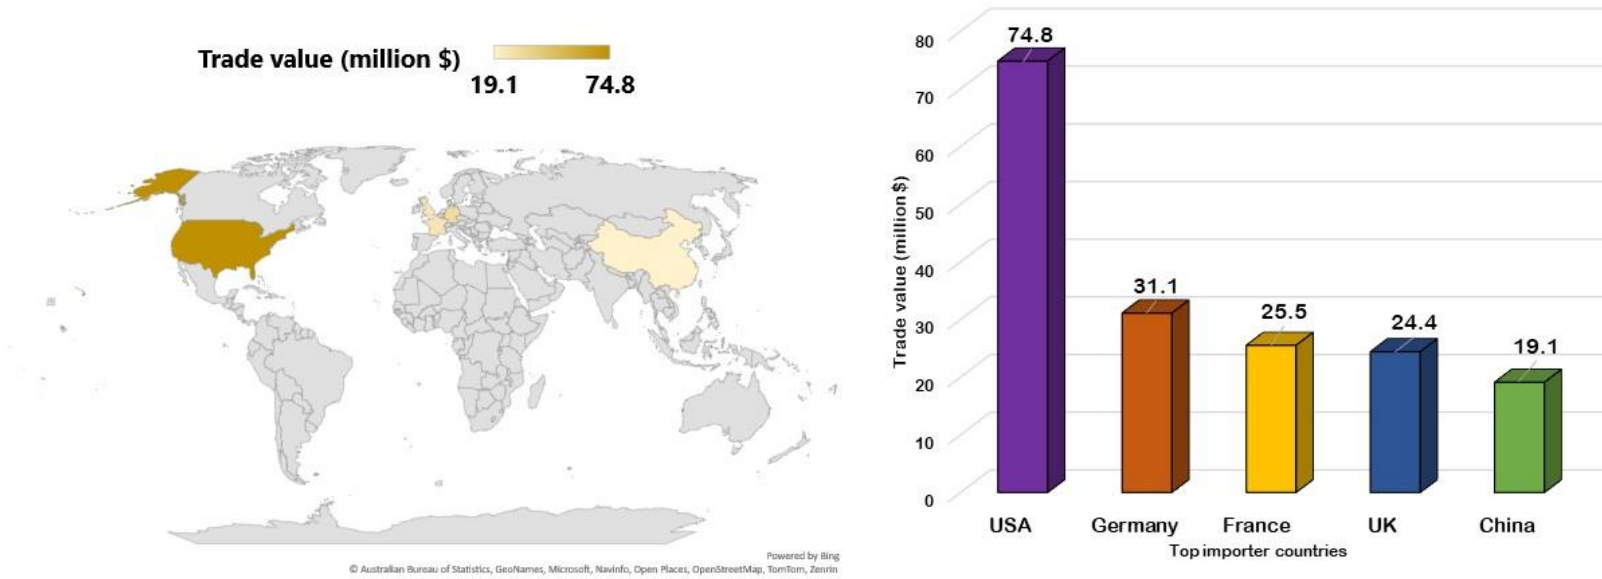 Trade value (million $)
19.1 74.8
Powered by Bing
© Australian Bureau of Statistics, GeoNames, Microsoft, Navinfo, Open Places, OpenStreetMap, TomTom, Zenrin
Trade value (million $)
80
70
60
50
40
30
20
10
0
74.8
31.1
25.5
24.4
19.1
USA Germany France UK China
Top importer countries